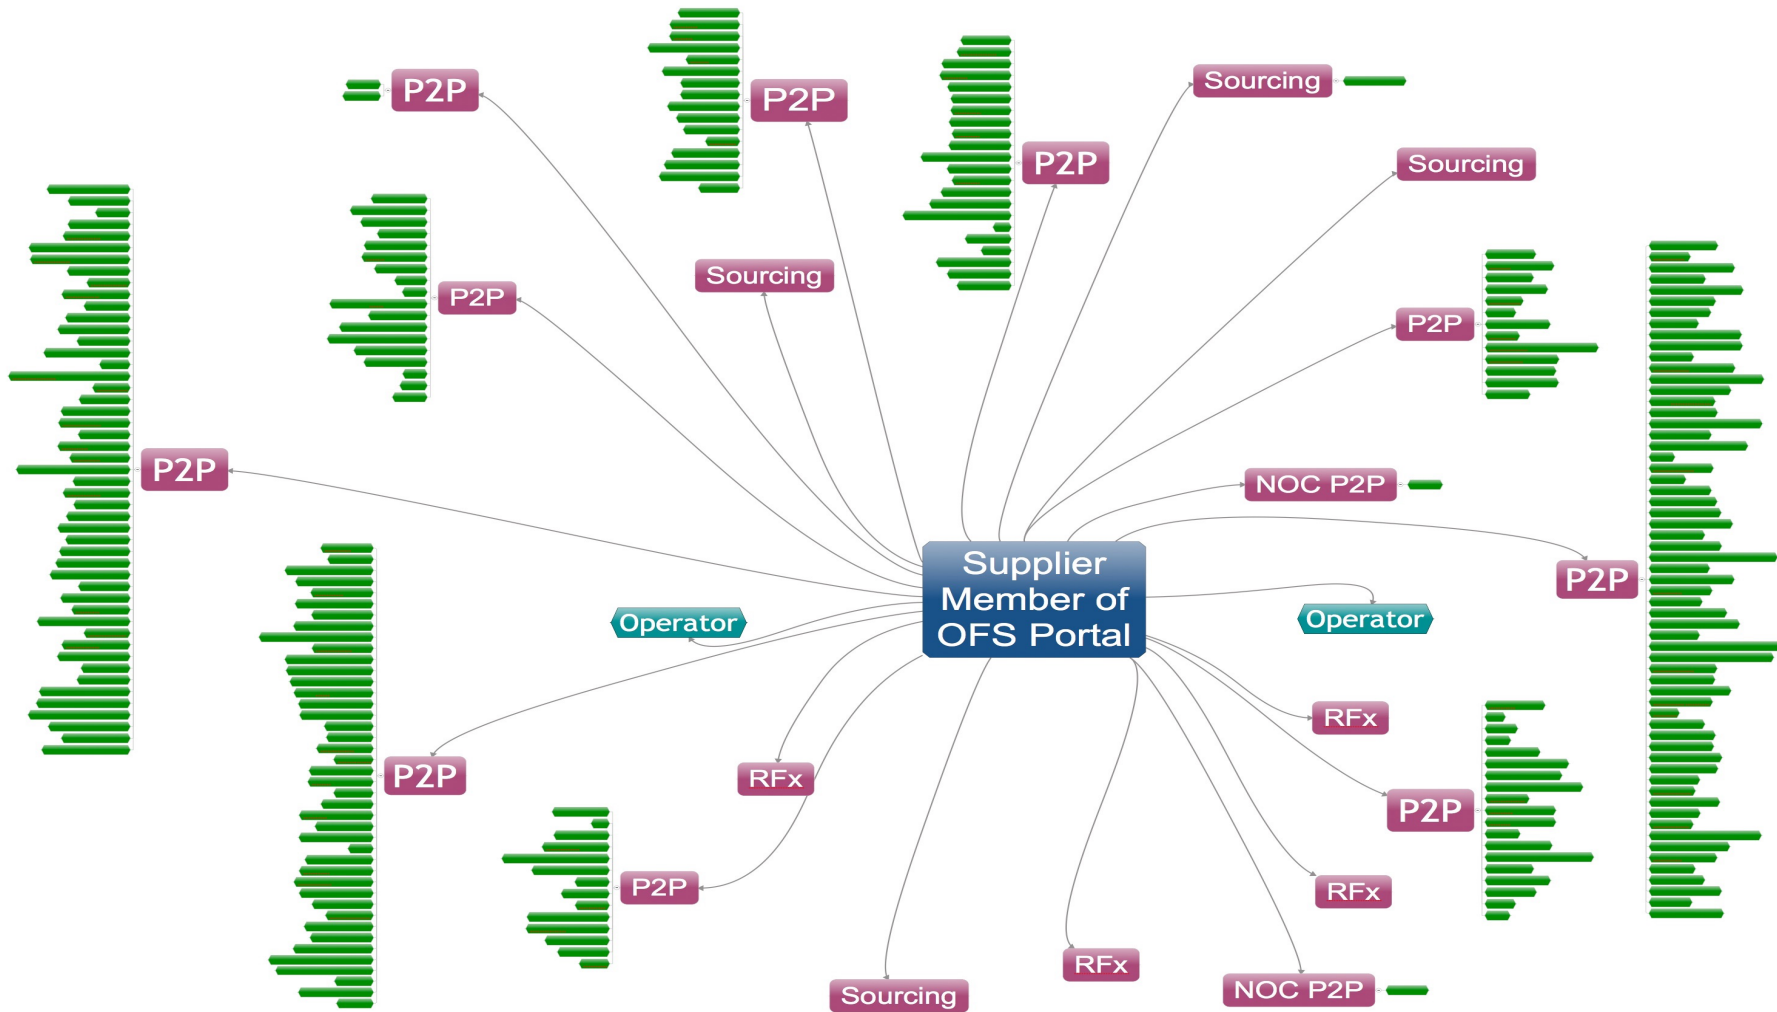 P2P
P2P
Sourcing
P2P
Sourcing
Sourcing
P2P
P2P
P2P
NOC P2P
P2P
Supplier
Member of
OFS Portal
Operator
Operator
RFx
P2P
RFx
P2P
P2P
RFx
RFx
Sourcing
NOC P2P